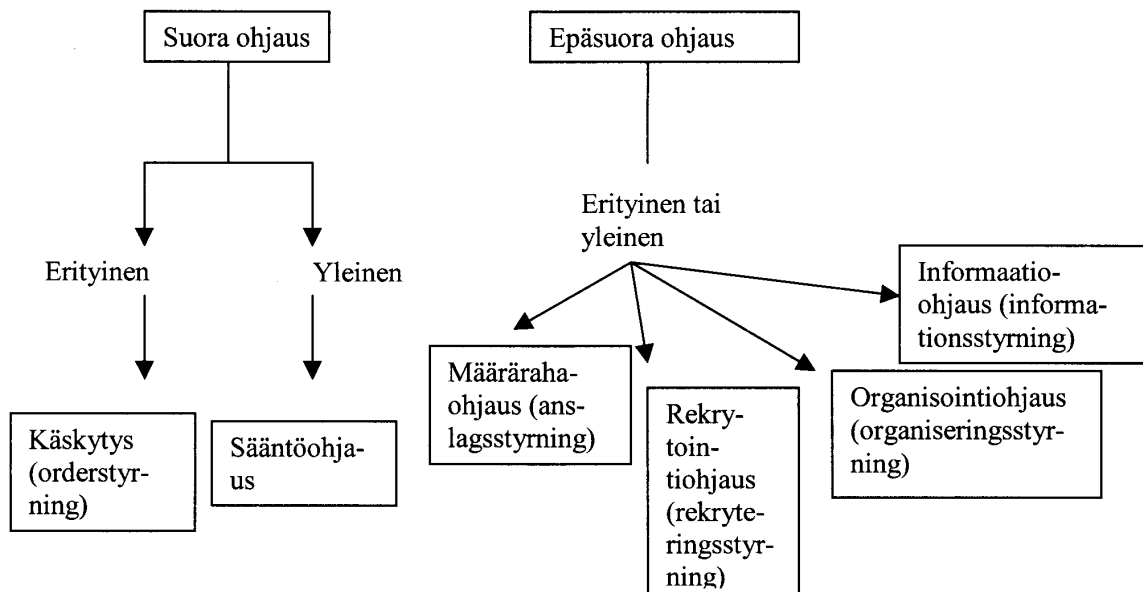 Suora ohjaus
Epäsuora ohjaus
Erityinen
Yleinen
Erityinen tai
yleinen
Käskytys
(orderstyr-
ning)
Sääntöohja-
us
Määräraha-
ohjaus (ans-
lagsstyrning)
Rekry-
toin-
tiohjaus
(rekryte-
ringsstyr-
ning)
Organisointiohjaus
(organiseringsstyr-
ning)
Informaatio-
ohjaus (informa-
tionsstyrning)